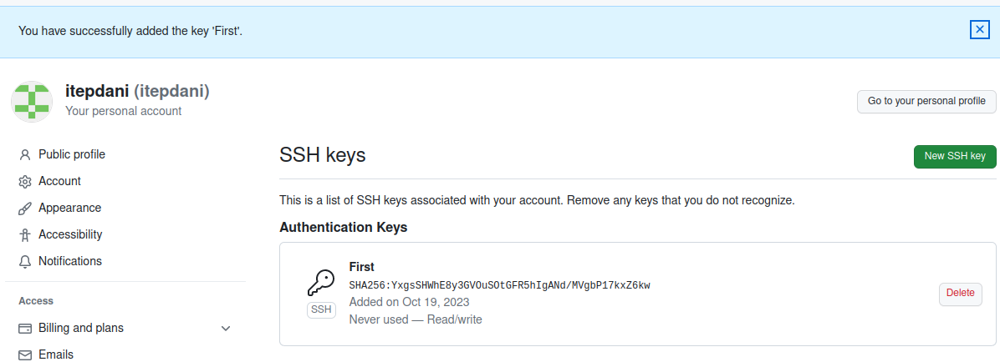 You have successfully added the key 'First'.
itepdani (itepdani)
Your personal account
Go to your personal profile
Public profile
Account
Appearance
Accessibility
Notifications
Access
Billing and plans
Emails
SSH keys
New SSH key
This is a list of SSH keys associated with your account. Remove any keys that you do not recognize.
Authentication Keys
First
SHA256:YxgsSHWhE8y3GVOuSOtGFR5hIgANd/MVgbP17kxZ6kw
Added on Oct 19, 2023
Never used — Read/write
SSH
Delete